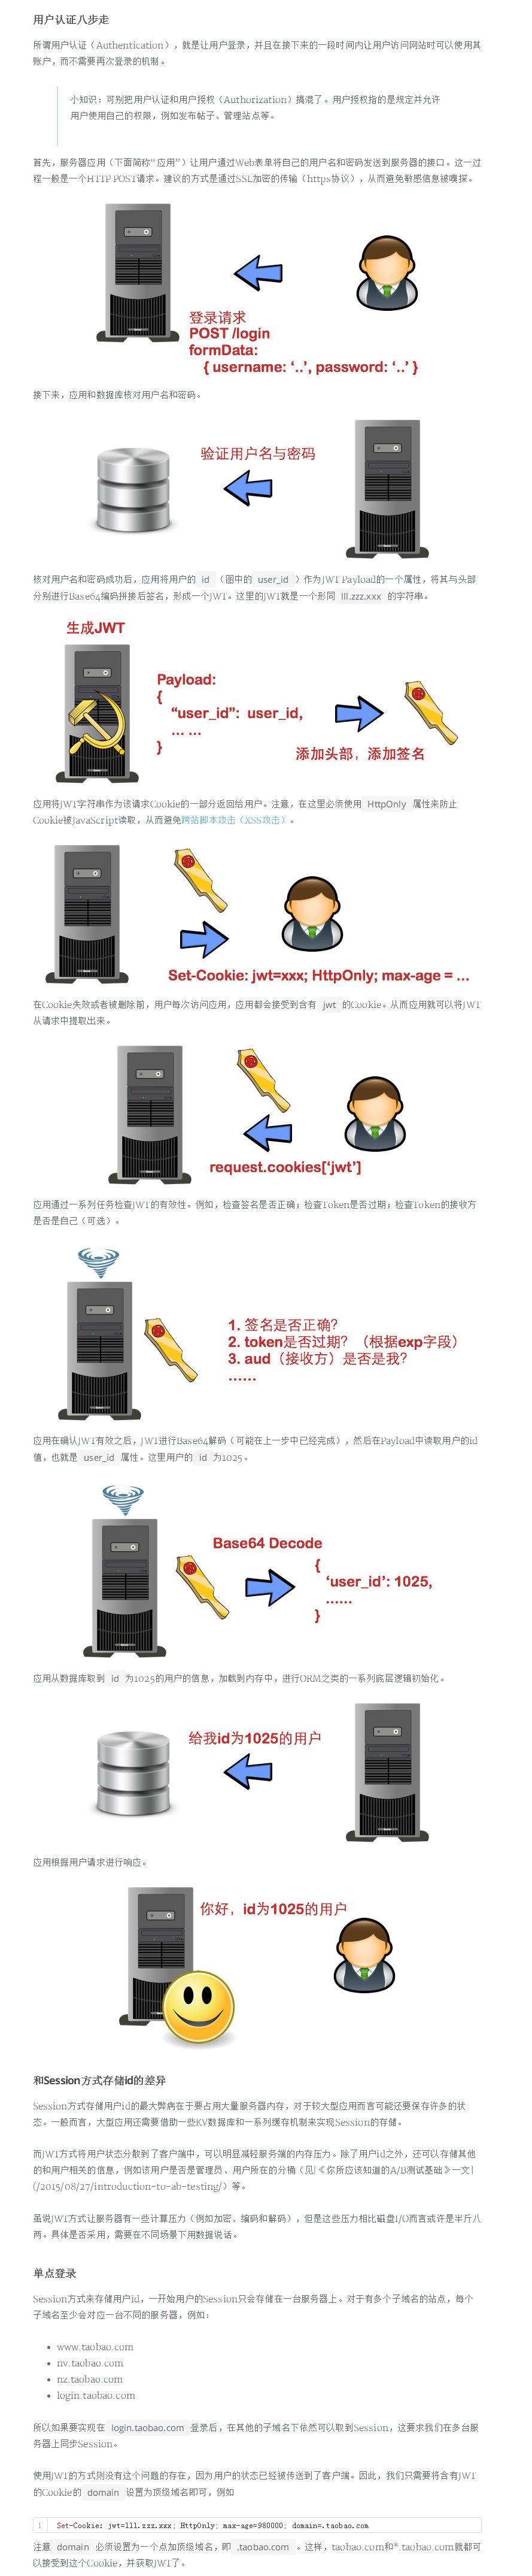 用户认证八步走
所谓用户认证（Authentication），就是让用户登录，并且在接下来的一段时间内让用户访问网站时可以使用其
账户，而不需要再次登录的机制。
小知识：可别把用户认证和用户授权（Authorization）搞混了。用户授权指的是规定并允许
用户使用自己的权限，例如发布帖子、管理站点等。
首先，服务器应用（下面简称“应用”）让用户通过Web表单将自己的用户名和密码发送到服务器的接口。这一过
程一般是一个HTTP POST请求。建议的方式是通过SSL加密的传输（https协议），从而避免敏感信息被嗅探。
登录请求
POST /login
formData:
{ username: ‘..’, password: ‘..’ }
接下来，应用和数据库核对用户名和密码。
验证用户名与密码
核对用户名和密码成功后，应用将用户的 id （图中的 user_id ）作为JWT Payload的一个属性，将其与头部
分别进行Base64编码拼接后签名，形成一个JWT。这里的JWT就是一个形同 lll.zzz.xxx 的字符串。
生成JWT
Payload:
{
“user_id”: user_id,
... ...
}
添加头部，添加签名
应用将JWT字符串作为该请求Cookie的一部分返回给用户。注意，在这里必须使用 HttpOnly 属性来防止
Cookie被JavaScript读取，从而避免跨站脚本攻击（XSS攻击）。
Set-Cookie: jwt=xxx; HttpOnly; max-age = ...
在Cookie失效或者被删除前，用户每次访问应用，应用都会接受到含有 jwt 的Cookie。从而应用就可以将JWT
从请求中提取出来。
request.cookies[‘jwt’]
应用通过一系列任务检查JWT的有效性。例如，检查签名是否正确；检查Token是否过期；检查Token的接收方
是否是自己（可选）。
1. 签名是否正确？
2. token是否过期？（根据exp字段）
3. aud（接收方）是否是我？
......
应用在确认JWT有效之后，JWT进行Base64解码（可能在上一步中已经完成），然后在Payload中读取用户的id
值，也就是 user_id 属性。这里用户的 id 为1025。
Base64 Decode
{
‘user_id’: 1025,
......
}
应用从数据库取到 id 为1025的用户的信息，加载到内存中，进行ORM之类的一系列底层逻辑初始化。
给我id为1025的用户
应用根据用户请求进行响应。
你好，id为1025的用户
和Session方式存储id的差异
Session方式存储用户id的最大弊病在于要占用大量服务器内存，对于较大型应用而言可能还要保存许多的状
态。一般而言，大型应用还需要借助一些KV数据库和一系列缓存机制来实现Session的存储。
而JWT方式将用户状态分散到了客户端中，可以明显减轻服务端的内存压力。除了用户id之外，还可以存储其他
的和用户相关的信息，例如该用户是否是管理员、用户所在的分桶（见[《你所应该知道的A/B测试基础》一文]
(/2015/08/27/introduction-to-ab-testing/）等。
虽说JWT方式让服务器有一些计算压力（例如加密、编码和解码），但是这些压力相比磁盘I/O而言或许是半斤八
两。具体是否采用，需要在不同场景下用数据说话。
单点登录
Session方式来存储用户id，一开始用户的Session只会存储在一台服务器上。对于有多个子域名的站点，每个
子域名至少会对应一台不同的服务器，例如：
www.taobao.com
nv.taobao.com
nz.taobao.com
login.taobao.com
所以如果要实现在 login.taobao.com 登录后，在其他的子域名下依然可以取到Session，这要求我们在多台服
务器上同步Session。
使用JWT的方式则没有这个问题的存在，因为用户的状态已经被传送到了客户端。因此，我们只需要将含有JWT
的Cookie的 domain 设置为顶级域名即可，例如
1 Set-Cookie: jwt=lll.zzz.xxx; HttpOnly; max-age=980000; domain=.taobao.com
注意 domain 必须设置为一个点加顶级域名，即 .taobao.com 。这样，taobao.com和*.taobao.com就都可
以接受到这个Cookie，并获取JWT了。